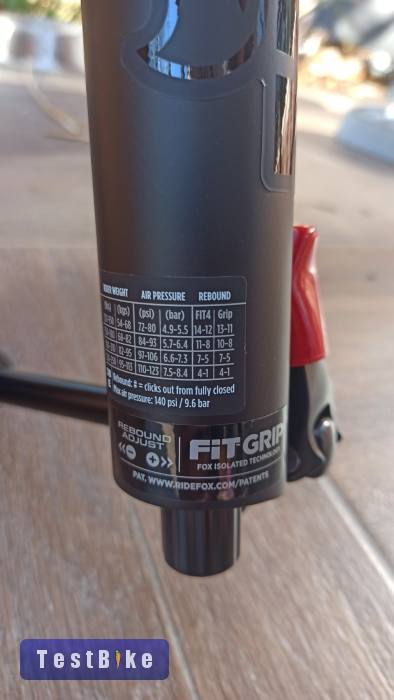 RIDER WEIGHT AIR PRESSURE REBOUND
(kgs) (psi) (bar) FIT4 Grip
54-68 72-80 4.9-5.5 14-12 13-11
68-82 84-93 5.7-6.4 11-8 10-8
82-95 97-106 6.6-7.3 7-5 7-5
95-113 110-123 7.5-8.4 4-1 4-1
Rebound: # = clicks out from fully closed
Max air pressure: 140 psi / 9.6 bar
REBOUND
ADJUST
FiT GRIP
FOX ISOLATED TECHNOLOGY
PAT, WWW.RIDEFOX.COM/PATENTS
TestBike